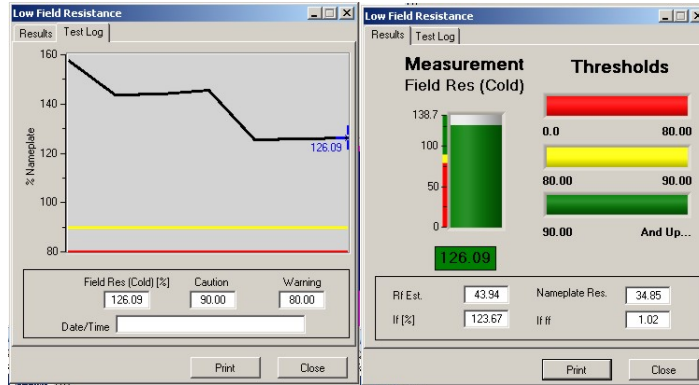 Low Field Resistance
Results Test Log
160
140
120
100
80
% Nameplate
126.09
Field Res (Cold) [%] Caution Warning
126.09 90.00 80.00
Date/Time
Print Close
Low Field Resistance
Results Test Log
Measurement
Field Res (Cold)
138.7
100
50
0
126.09
Thresholds
0.0 80.00
80.00 90.00
90.00 And Up...
Rf Est. 43.94 Nameplate Res. 34.85
If [%] 123.67 If ff 1.02
Print Close